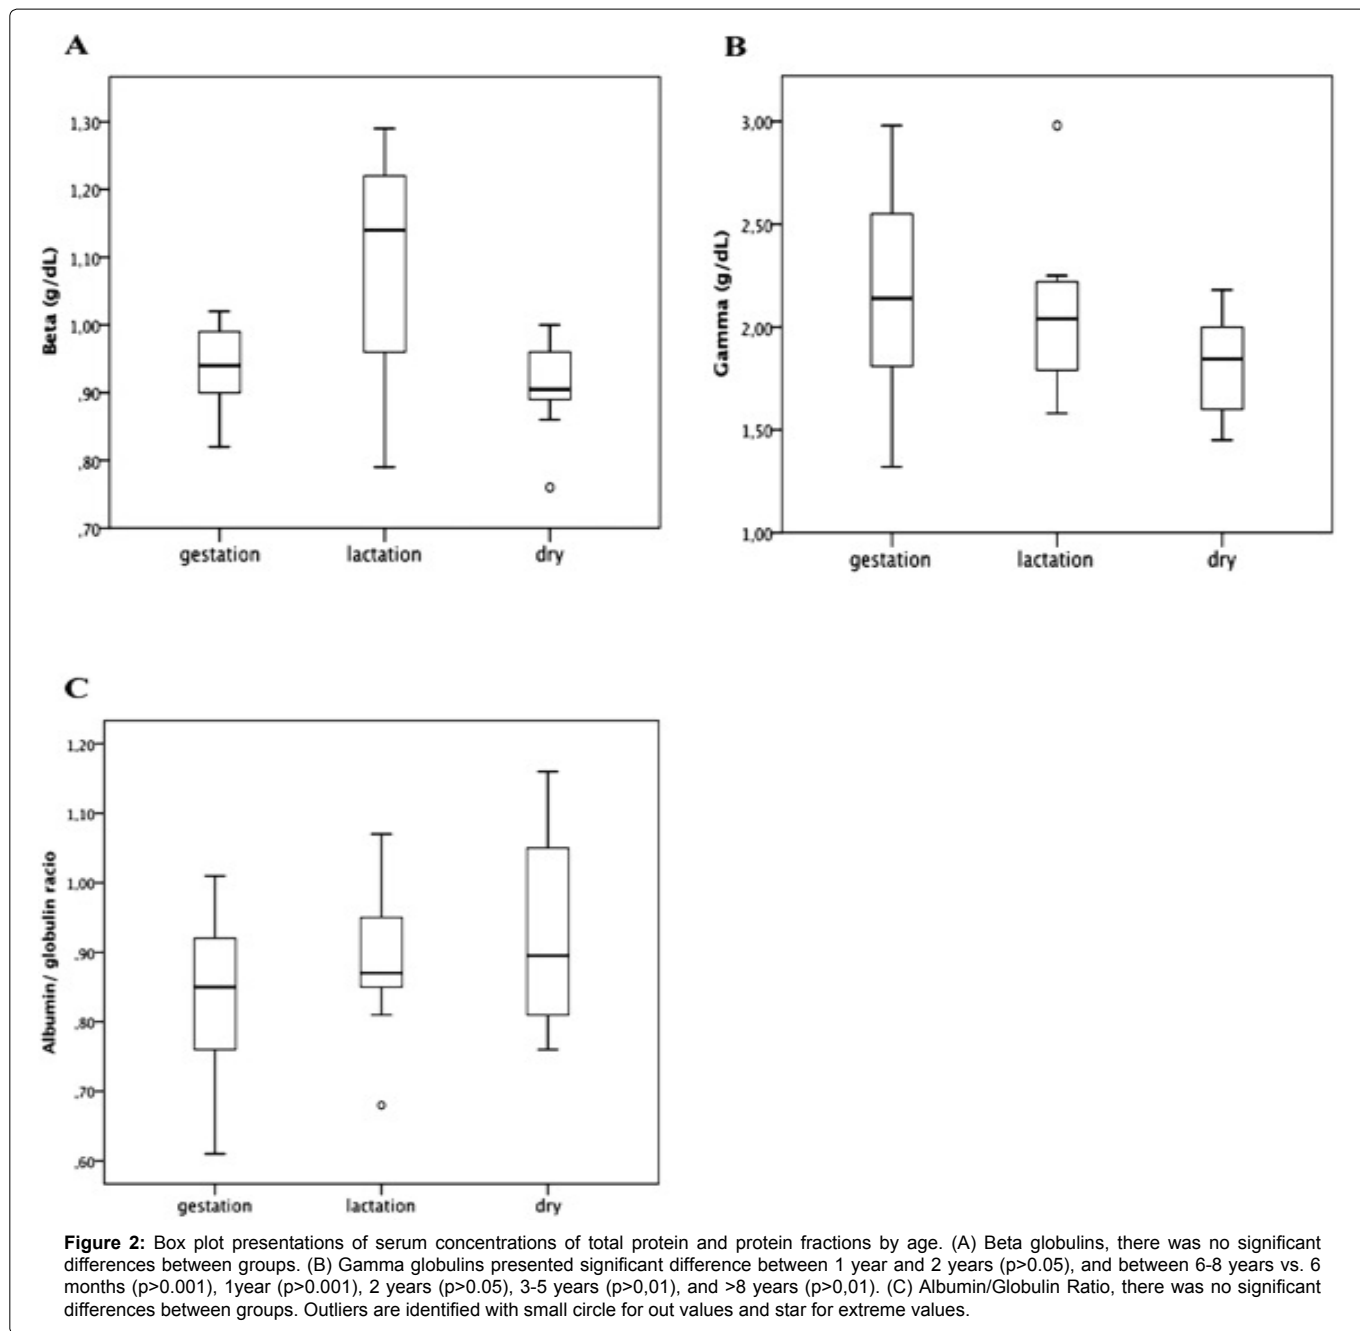 A
1,30
1,20
1,10
1,00
,90
,80
,70
Beta (g/dL)
gestation lactation dry
B
3,00
2,50
2,00
1,50
1,00
Gamma (g/dL)
gestation lactation dry
C
1,20
1,10
1,00
,90
,80
,70
,60
Albumin/ globulin racio
gestation lactation dry
Figure 2: Box plot presentations of serum concentrations of total protein and protein fractions by age. (A) Beta globulins, there was no significant
differences between groups. (B) Gamma globulins presented significant difference between 1 year and 2 years (p>0.05), and between 6-8 years vs. 6
months (p>0.001), 1year (p>0.001), 2 years (p>0.05), 3-5 years (p>0,01), and >8 years (p>0,01). (C) Albumin/Globulin Ratio, there was no significant
differences between groups. Outliers are identified with small circle for out values and star for extreme values.